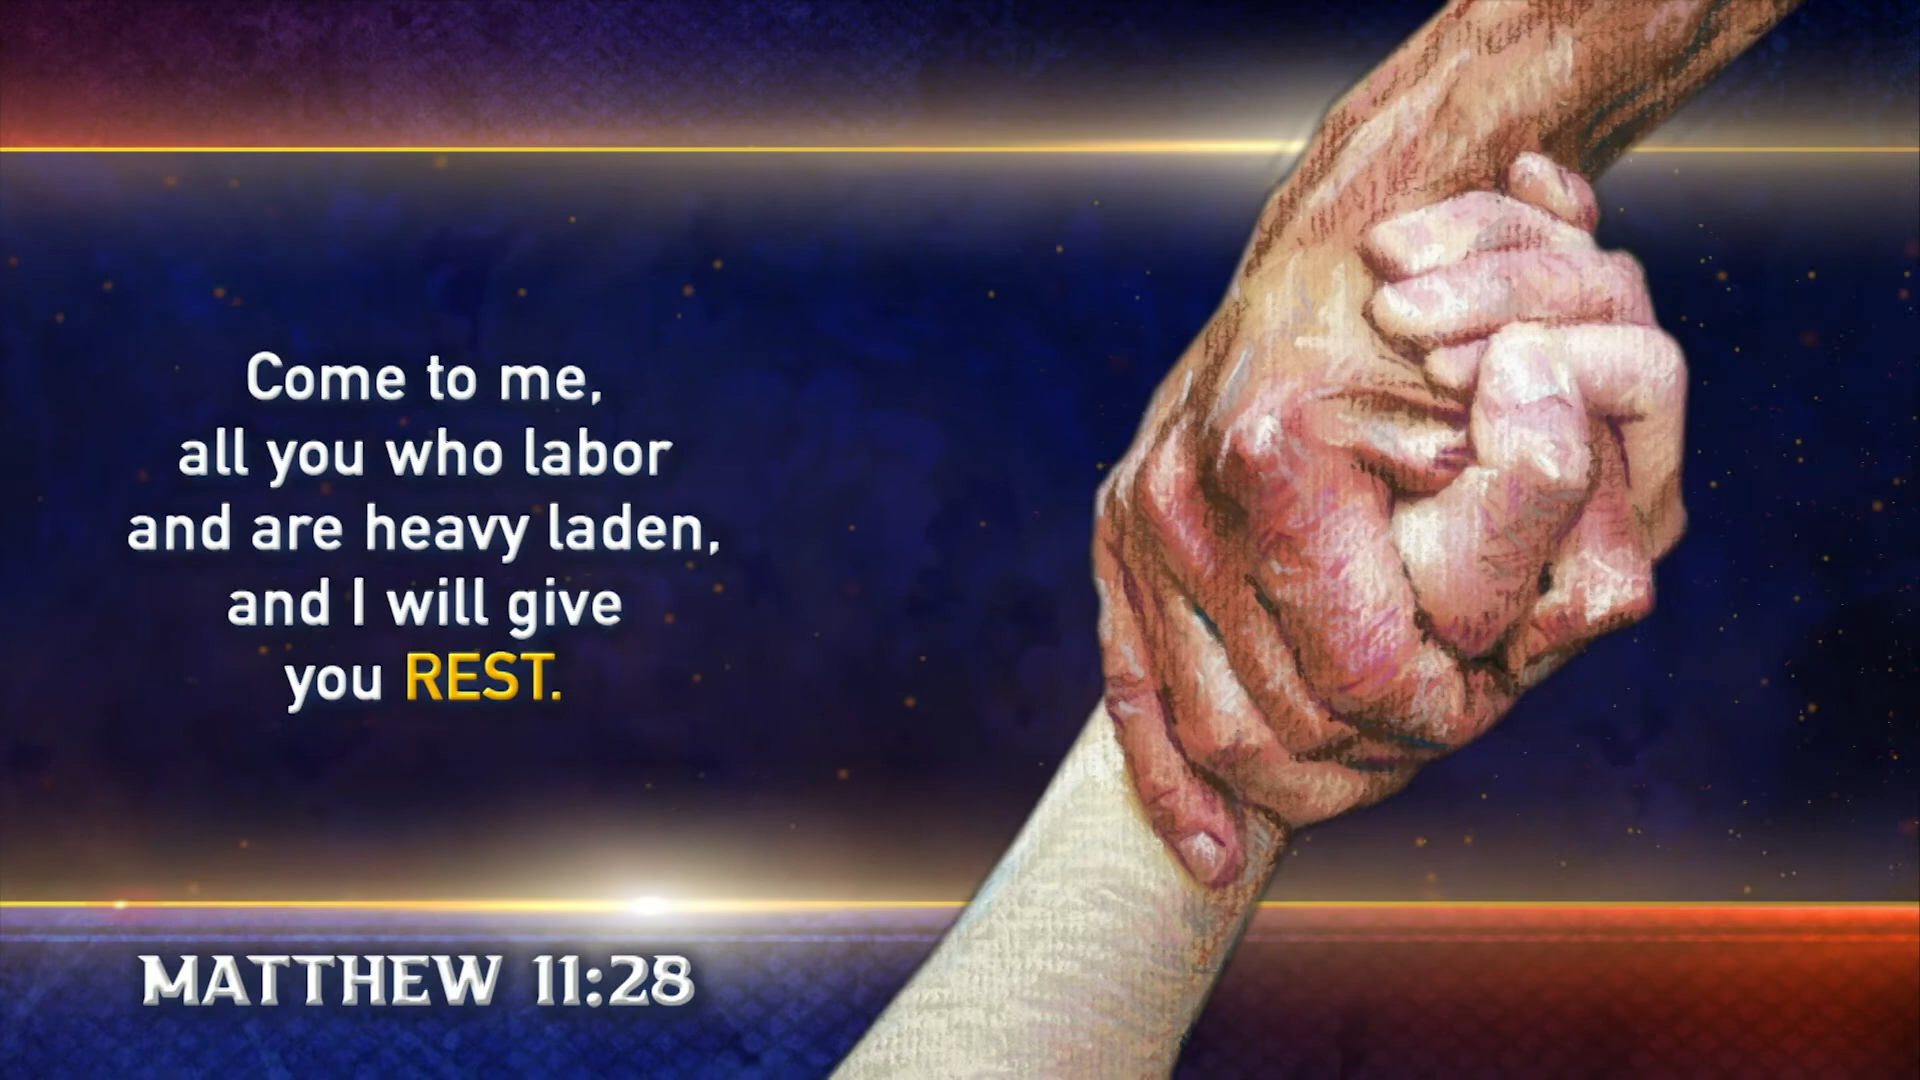 Come to me,
all you who labor
and are heavy laden,
and I will give
you REST.
MATTHEW 11:28